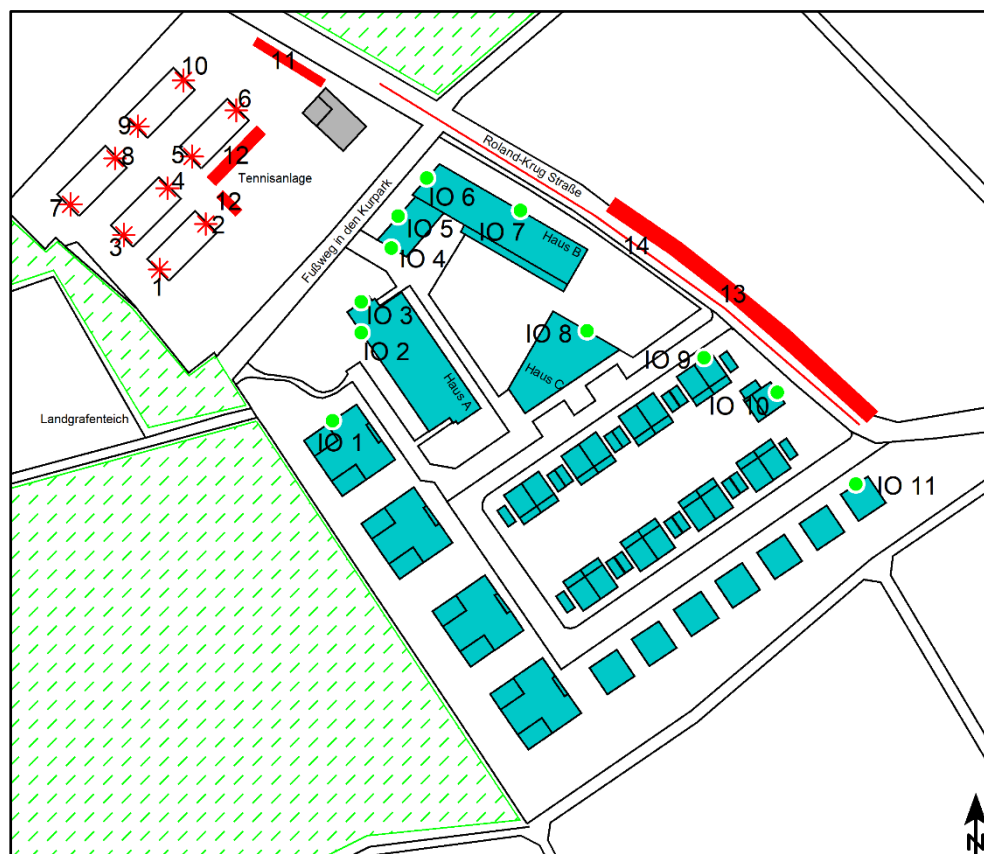 10
11
6
9
8
5
12
4
Tennisanlage
7
12
2
3
1
Roland-Krug Straße
Fußweg in den Kurpark
IO 6
IO 5
IO 7
Haus B
IO 4
14
13
IO 3
IO 2
IO 8
Haus A
Haus C
IO 9
IO 10
Landgrafenteich
IO 1
IO 11
N